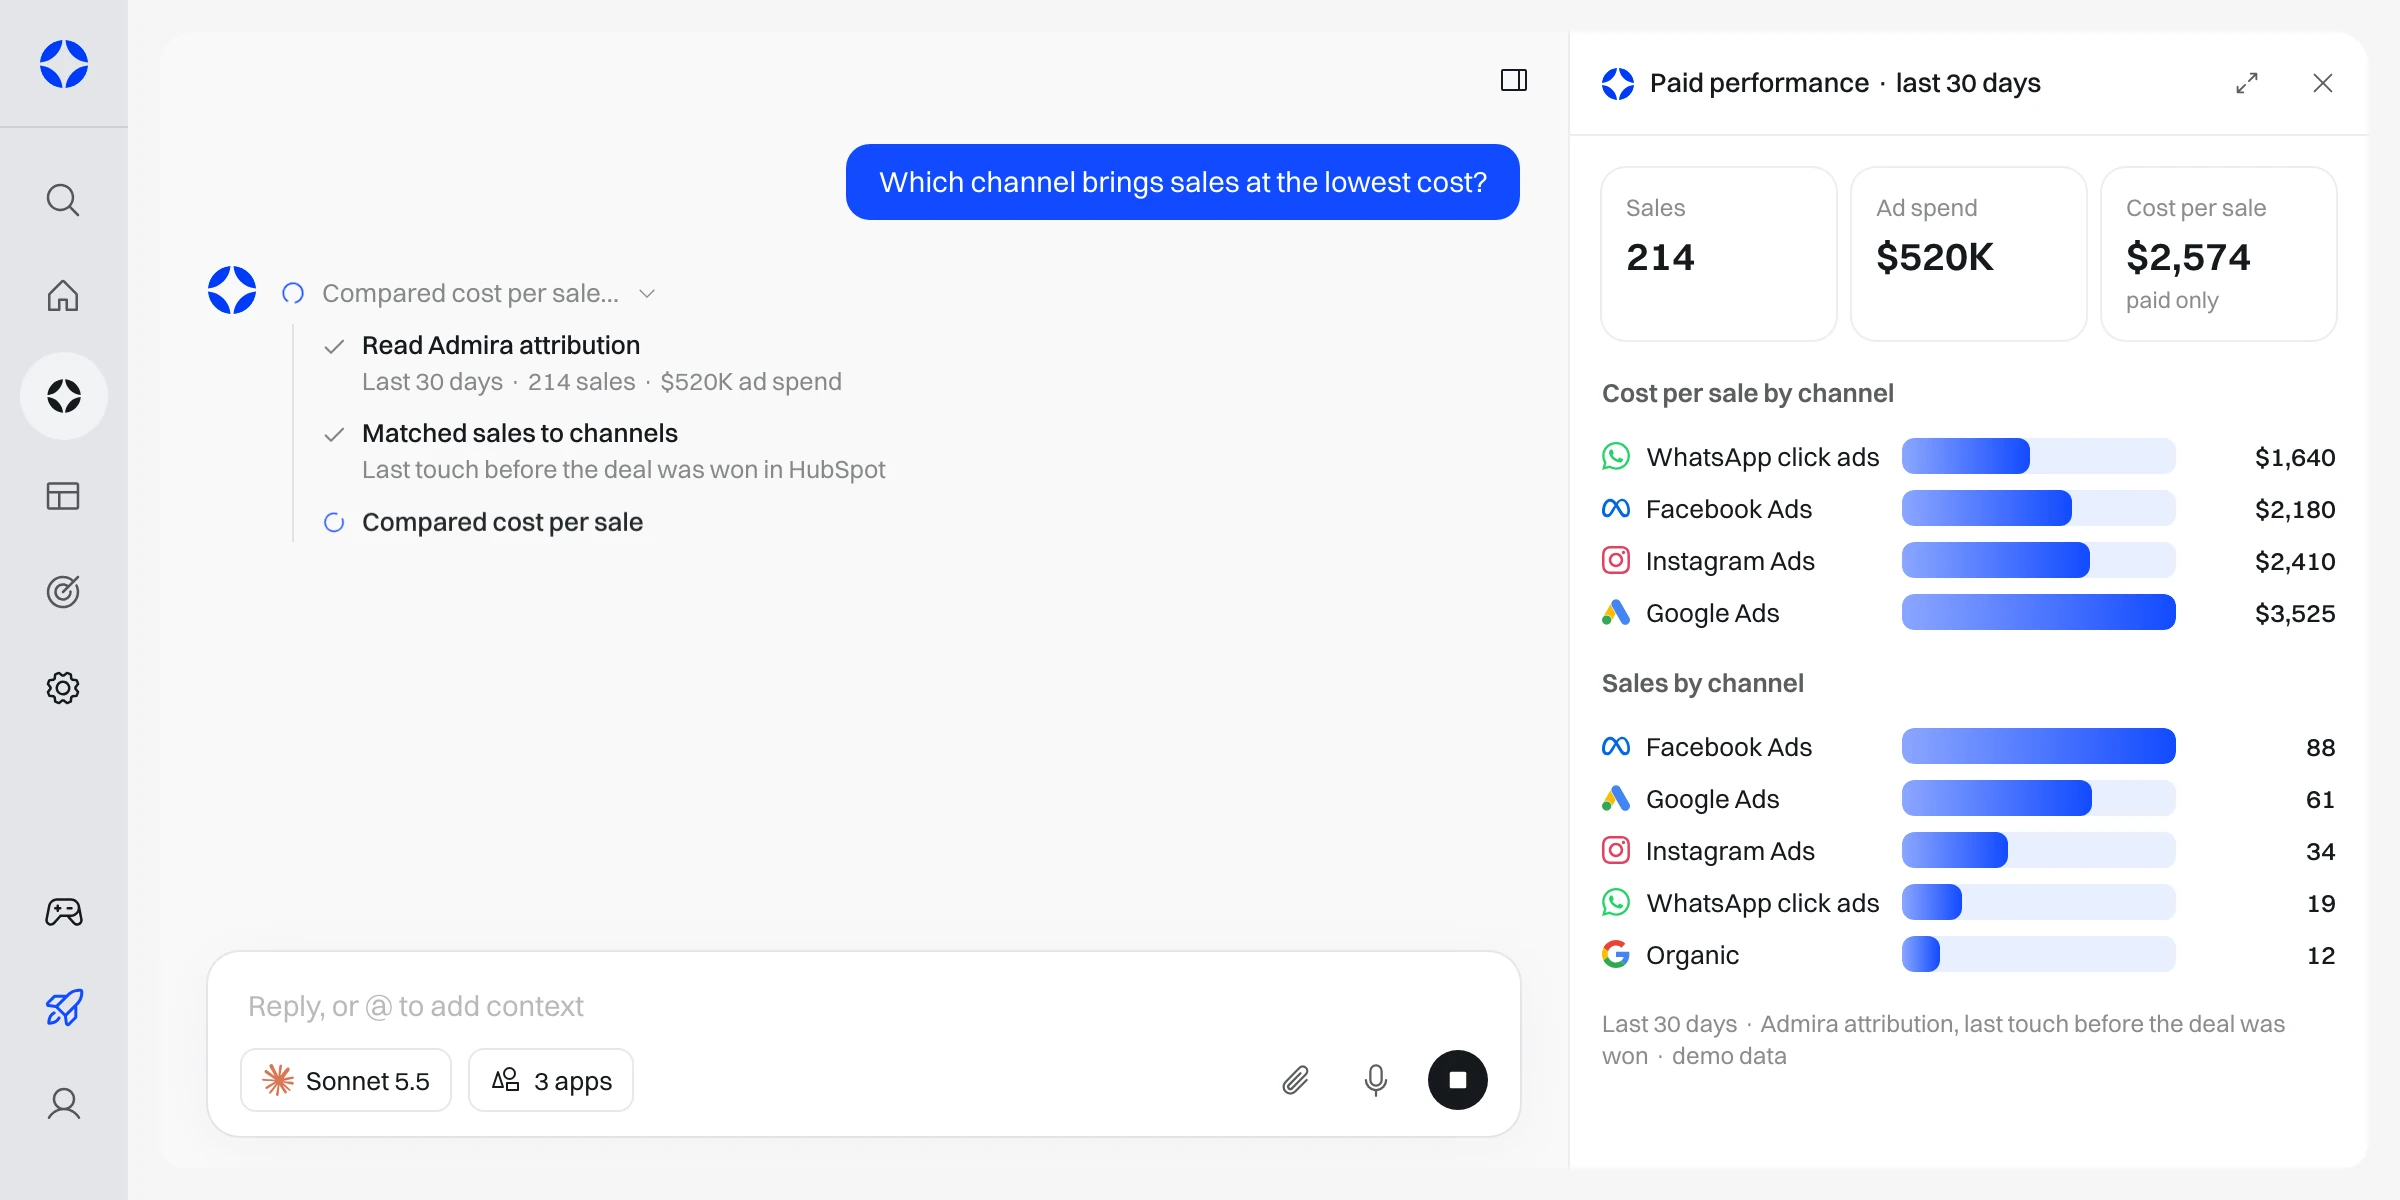 Which channel brings sales at the lowest cost?
Compared cost per sale...
Read Admira attribution
Last 30 days · 214 sales · $520K ad spend
Matched sales to channels
Last touch before the deal was won in HubSpot
Compared cost per sale
Reply, or @ to add context
Sonnet 5.5
3 apps
Paid performance · last 30 days
Sales
214
Ad spend
$520K
Cost per sale
$2,574
paid only
Cost per sale by channel
WhatsApp click ads $1,640
Facebook Ads $2,180
Instagram Ads $2,410
Google Ads $3,525
Sales by channel
Facebook Ads 88
Google Ads 61
Instagram Ads 34
WhatsApp click ads 19
Organic 12
Last 30 days · Admira attribution, last touch before the deal was
won · demo data